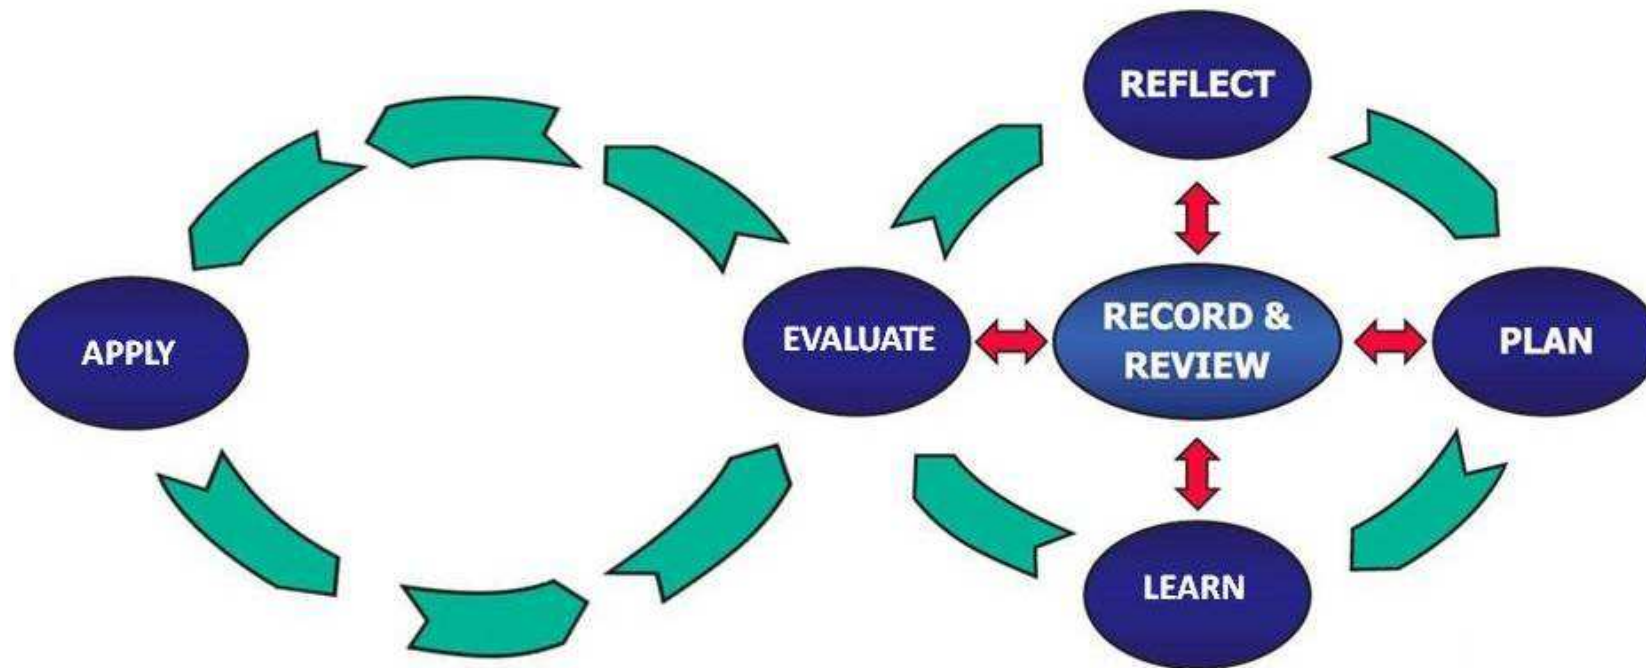 REFLECT
APPLY
EVALUATE
RECORD &
REVIEW
PLAN
LEARN